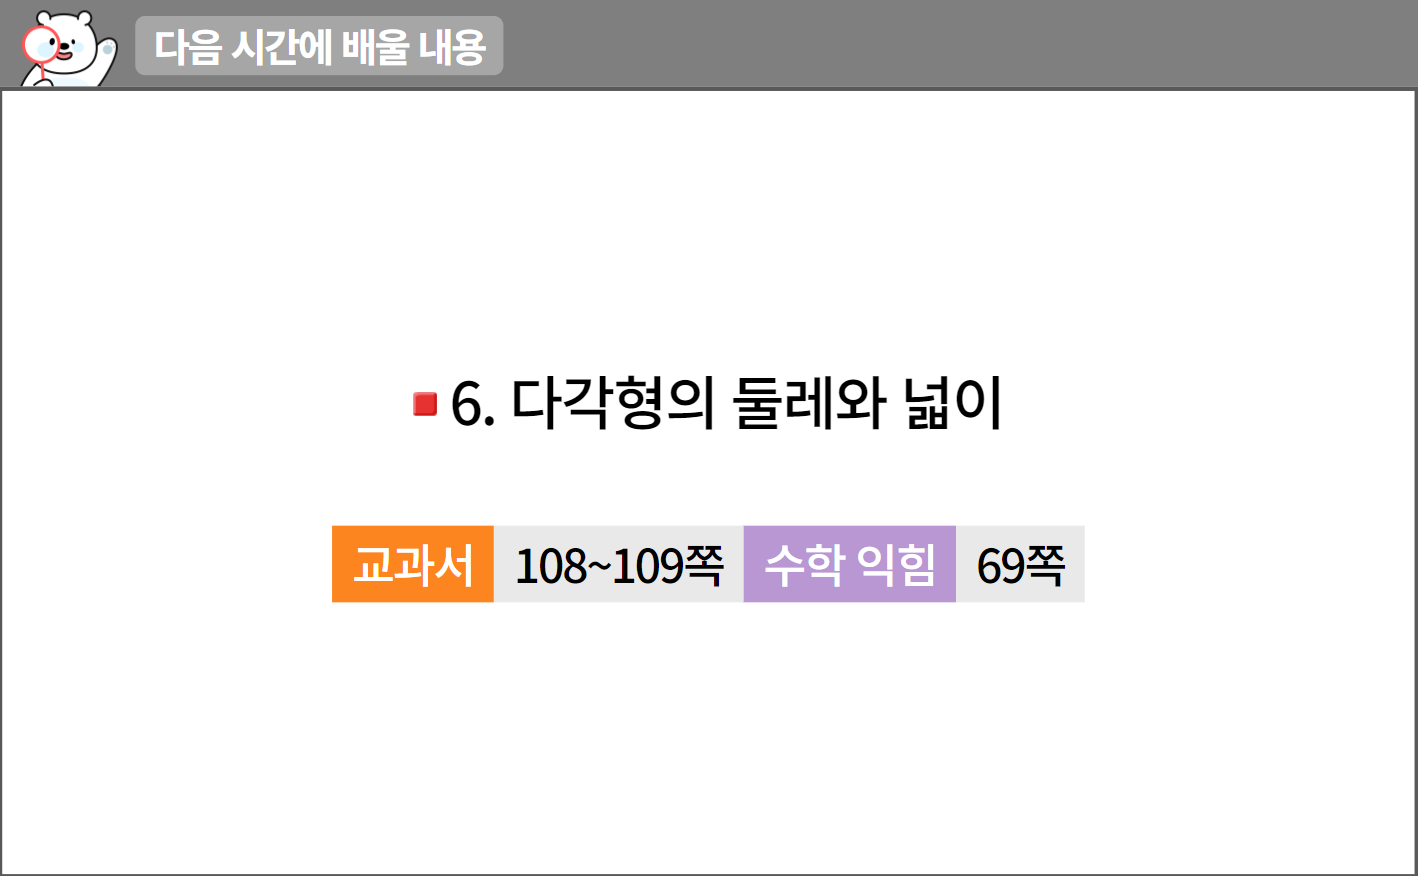 다음 시간에 배울 내용
6. 다각형의 둘레와 넓이
교과서 108~109쪽 수학 익힘 69쪽